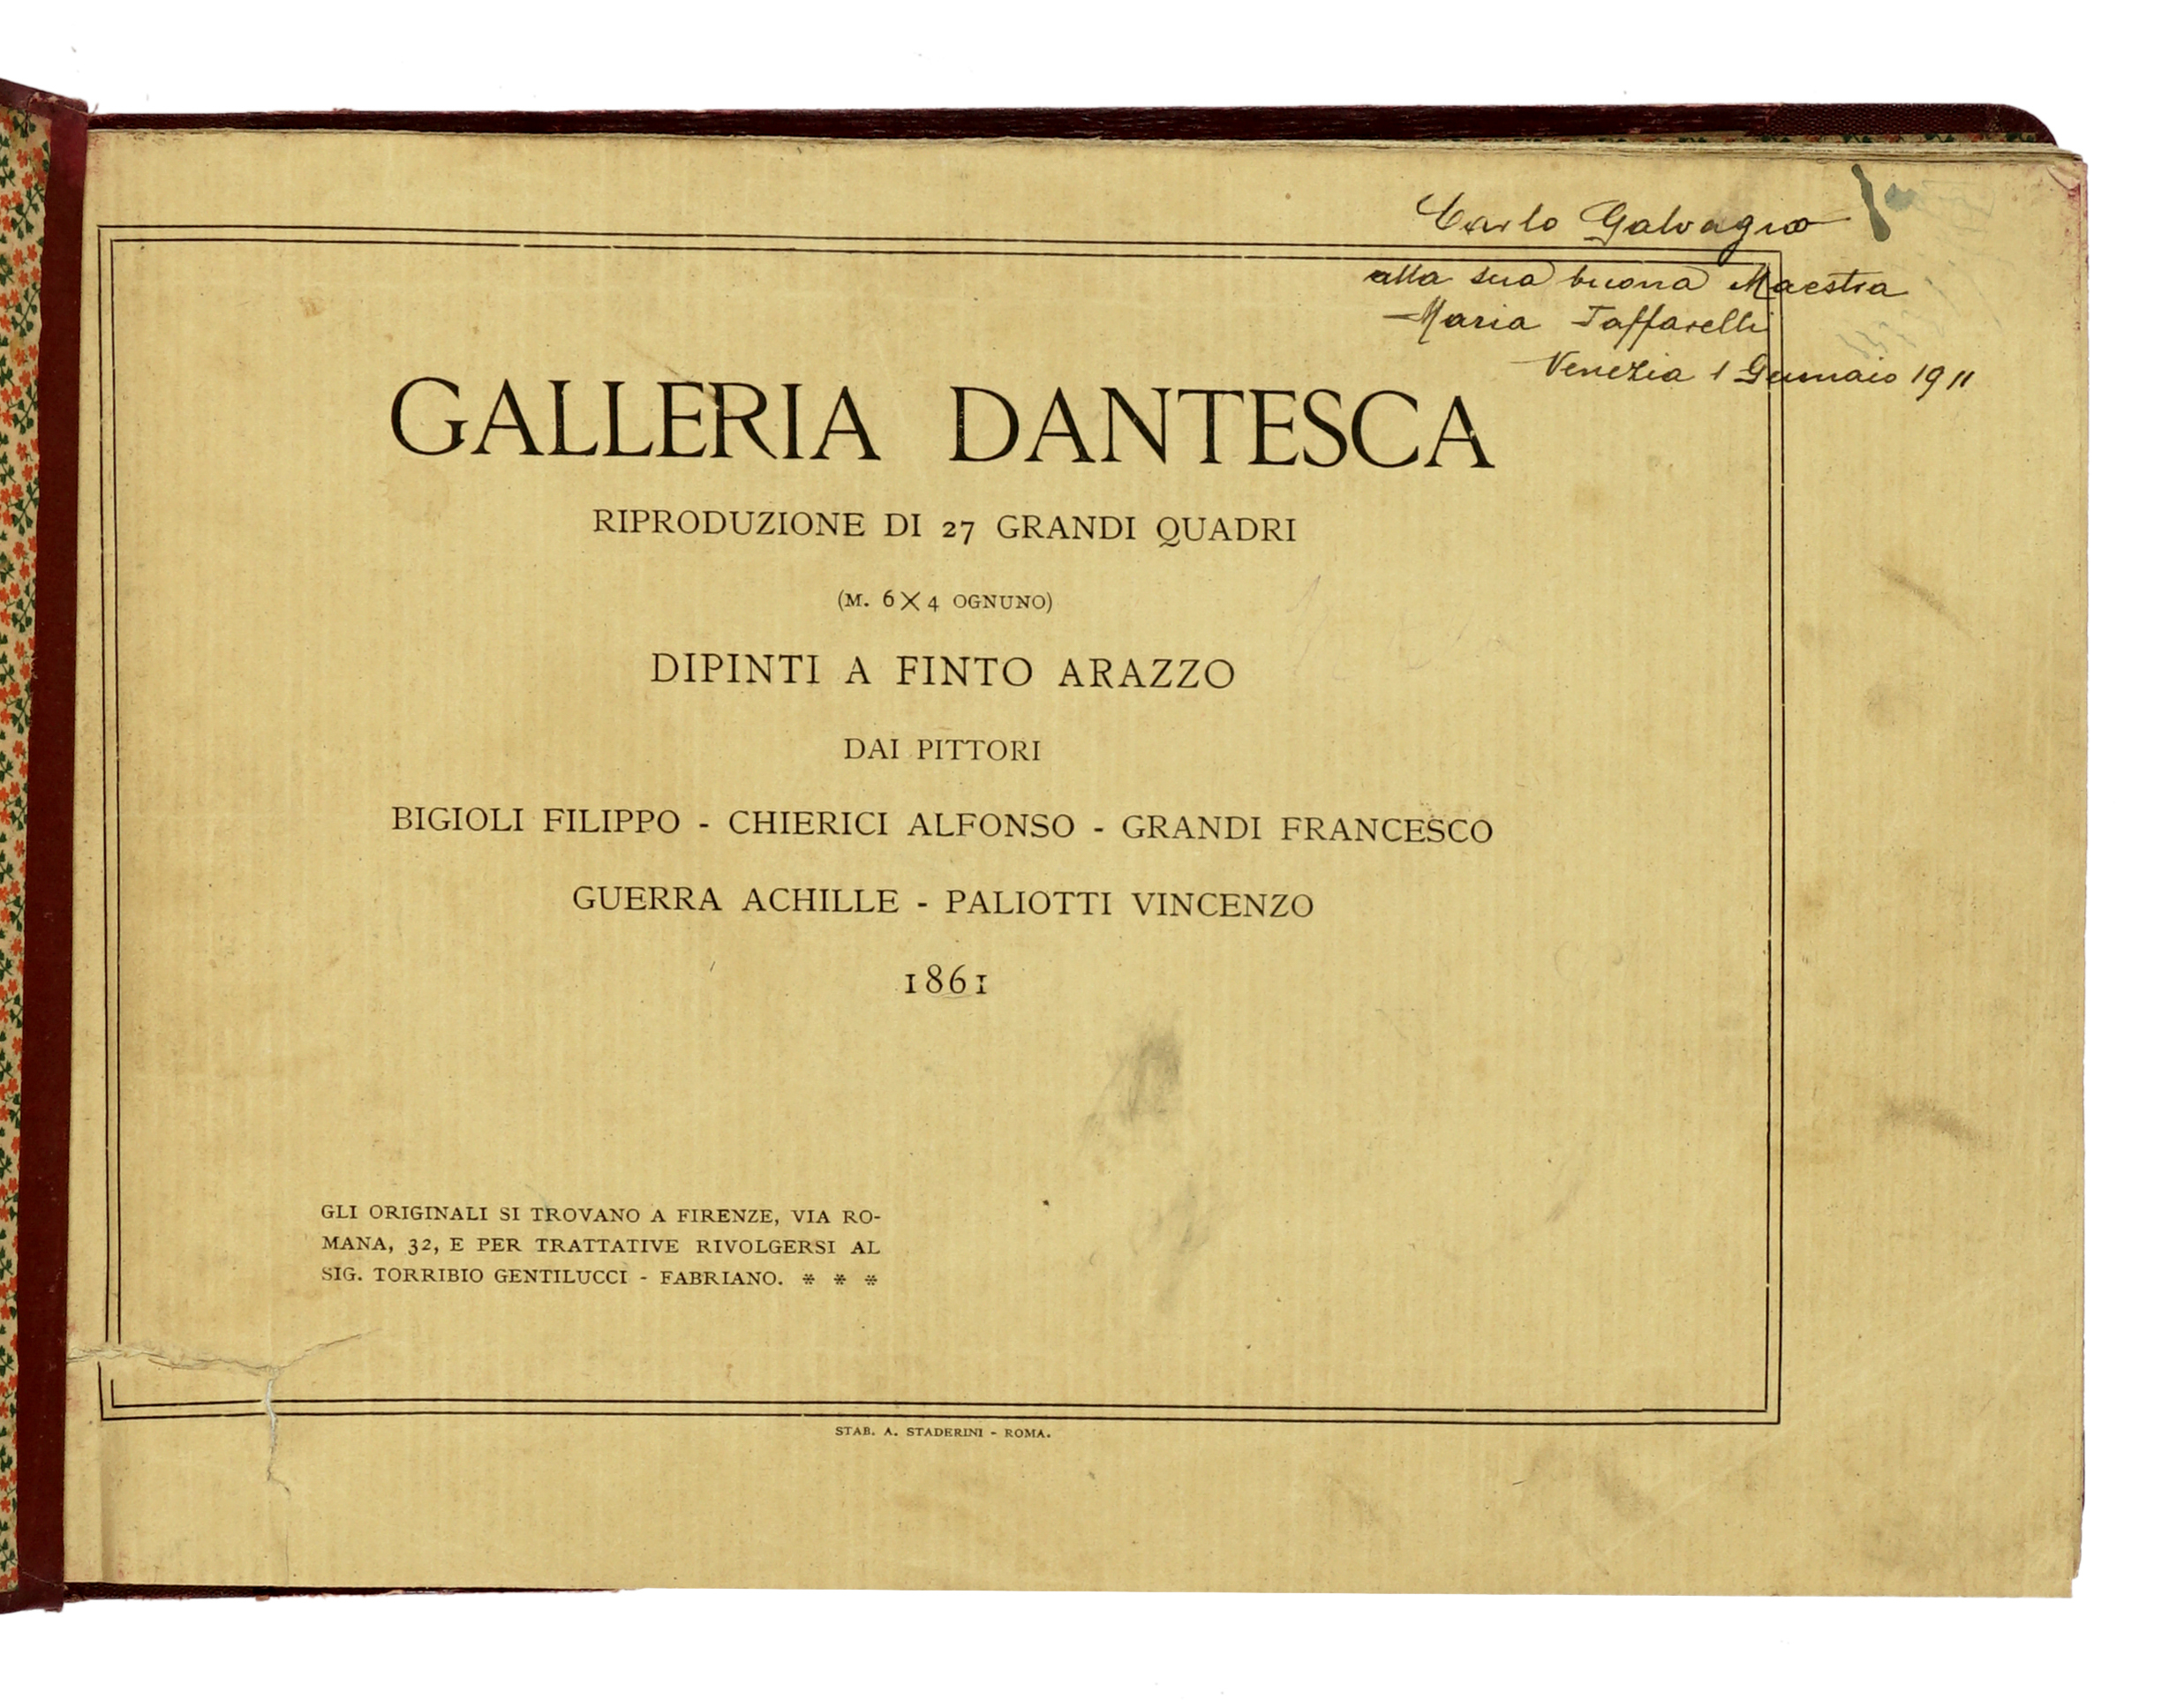 Carlo Galvagno
alla sua buona Maestra
Maria Taffarelli
Venezia 1 Gennaio 1911
GALLERIA DANTESCA
RIPRODUZIONE DI 27 GRANDI QUADRI
(M. 6 X 4 OGNUNO)
DIPINTI A FINTO ARAZZO
DAI PITTORI
BIGIOLI FILIPPO - CHIERICI ALFONSO - GRANDI FRANCESCO
GUERRA ACHILLE - PALIOTTI VINCENZO
1861
GLI ORIGINALI SI TROVANO A FIRENZE, VIA RO-
MANA, 32, E PER TRATTATIVE RIVOLGERSI AL
SIG. TORRIBIO GENTILUCCI - FABRIANO. * * *
STAB. A. STADERINI - ROMA.